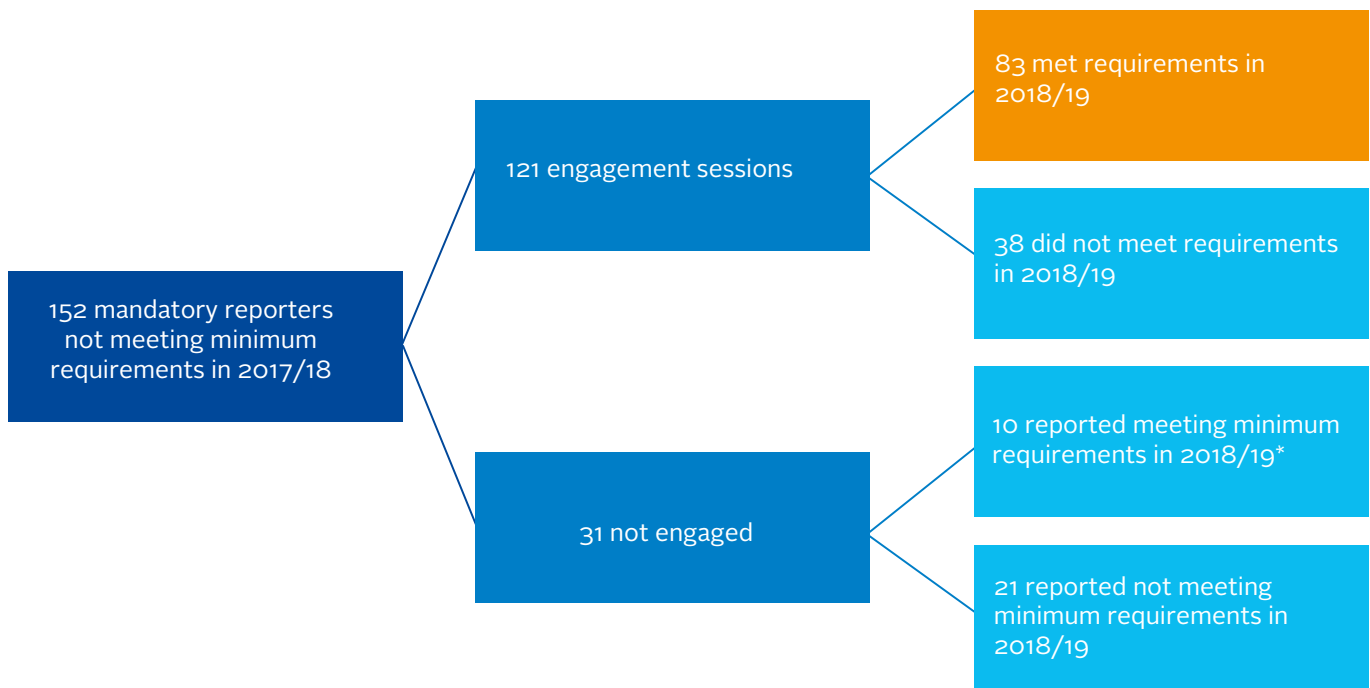 152 mandatory reporters
not meeting minimum
requirements in 2017/18
121 engagement sessions
31 not engaged
83 met requirements in
2018/19
38 did not meet requirements
in 2018/19
10 reported meeting minimum
requirements in 2018/19*
21 reported not meeting
minimum requirements in
2018/19